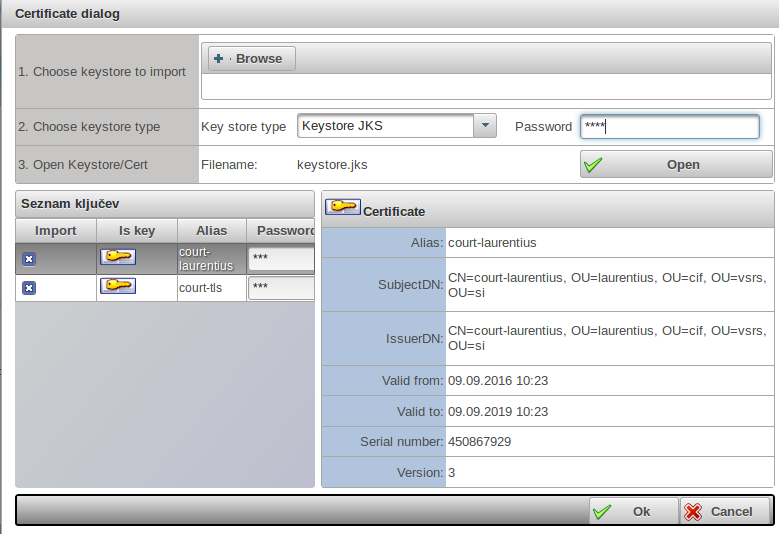 Certificate dialog
1. Choose keystore to import
+ · Browse
2. Choose keystore type
Key store type
Keystore JKS
Password
****
3. Open Keystore/Cert
Filename:
keystore.jks
Open
Seznam ključev
Import Is key Alias Password
court-
laurentius
***
court-tls
***
Certificate
Alias: court-laurentius
SubjectDN: CN=court-laurentius, OU=laurentius, OU=cif, OU=vsrs,
OU=si
IssuerDN: CN=court-laurentius, OU=laurentius, OU=cif, OU=vsrs,
OU=si
Valid from: 09.09.2016 10:23
Valid to: 09.09.2019 10:23
Serial number: 450867929
Version: 3
Ok
Cancel